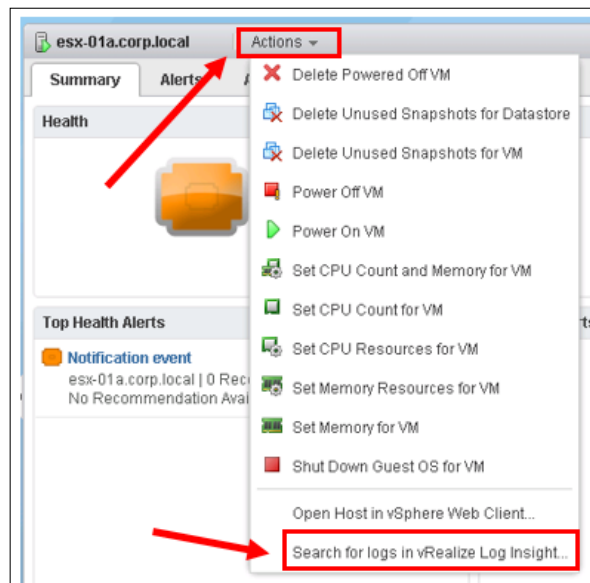 esx-01a.corp.local
Actions
Summary
Alerts
Health
Delete Powered Off VM
Delete Unused Snapshots for Datastore
Delete Unused Snapshots for VM
Power Off VM
Power On VM
Set CPU Count and Memory for VM
Set CPU Count for VM
Set CPU Resources for VM
Set Memory Resources for VM
Set Memory for VM
Shut Down Guest OS for VM
Open Host in vSphere Web Client...
Search for logs in vRealize Log Insight...
Top Health Alerts
Notification event
esx-01a.corp.local | 0
No Recommendation